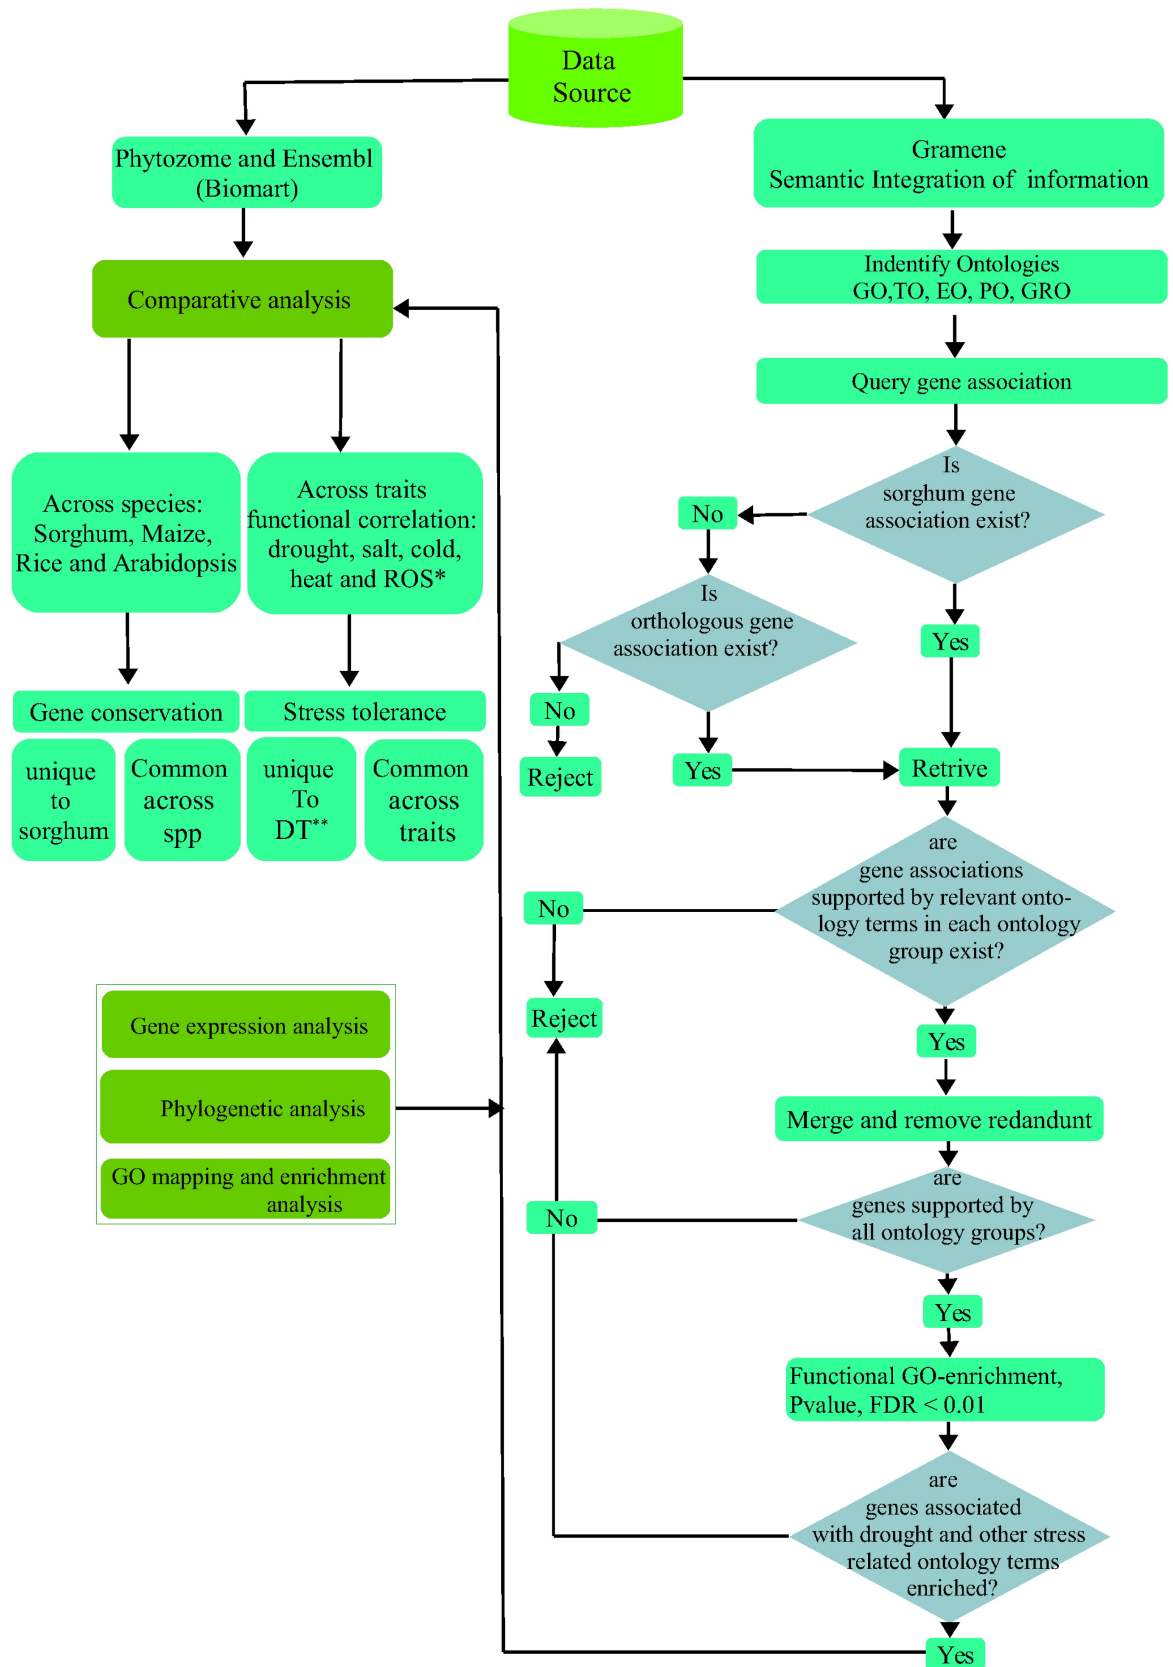 Data
Source
Phytozome and Ensembl
(Biomart)
Gramene
Semantic Integration of information
Indentify Ontologies
GO,TO, EO, PO, GRO
Comparative analysis
Query gene association
Across species:
Sorghum, Maize,
Rice and Arabidopsis
Across traits
functional correlation:
drought, salt, cold,
heat and ROS*
Is
sorghum gene
association exist?
No
Is
orthologous gene
association exist?
Yes
Gene conservation
Stress tolerance
No
unique
to
sorghum
Common
across
spp
unique
To
DT**
Common
across
traits
Reject
Yes
Retrive
are
gene associations
supported by relevant onto-
logy terms in each ontology
group exist?
No
Reject
Yes
Gene expression analysis
Phylogenetic analysis
GO mapping and enrichment
analysis
Merge and remove redandunt
are
genes supported by
all ontology groups?
No
Yes
Functional GO-enrichment,
Pvalue, FDR < 0.01
are
genes associated
with drought and other stress
related ontology terms
enriched?
Yes